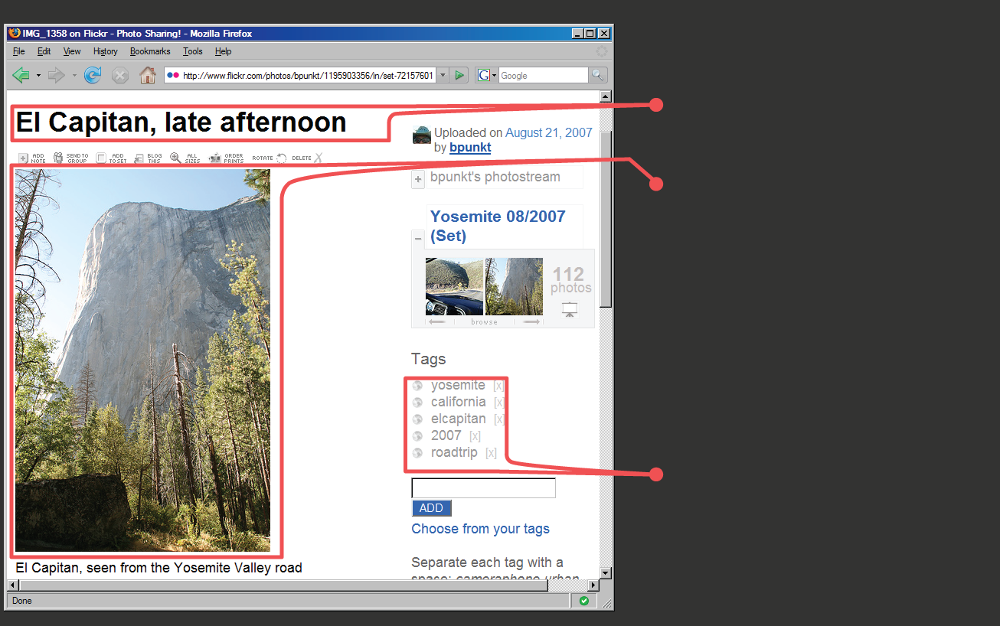 IMG_1358 on Flickr - Photo Sharing! - Mozilla Firefox
File Edit View History Bookmarks Tools Help
http://www.flickr.com/photos/bpunkt/1195903356/in/set-72157601
G Google
El Capitan, late afternoon
ADD NOTE SEND TO GROUP ADD TO SET BLOG THIS ALL SIZES ORDER PRINTS ROTATE DELETE
Uploaded on August 21, 2007
by bpunkt
+ bpunkt's photostream
Yosemite 08/2007
(Set)
112
photos
browse
Tags
yosemite [x]
california [x]
elcapitan [x]
2007 [x]
roadtrip [x]
ADD
Choose from your tags
Separate each tag with a
space: cameraphone urban
El Capitan, seen from the Yosemite Valley road
Done